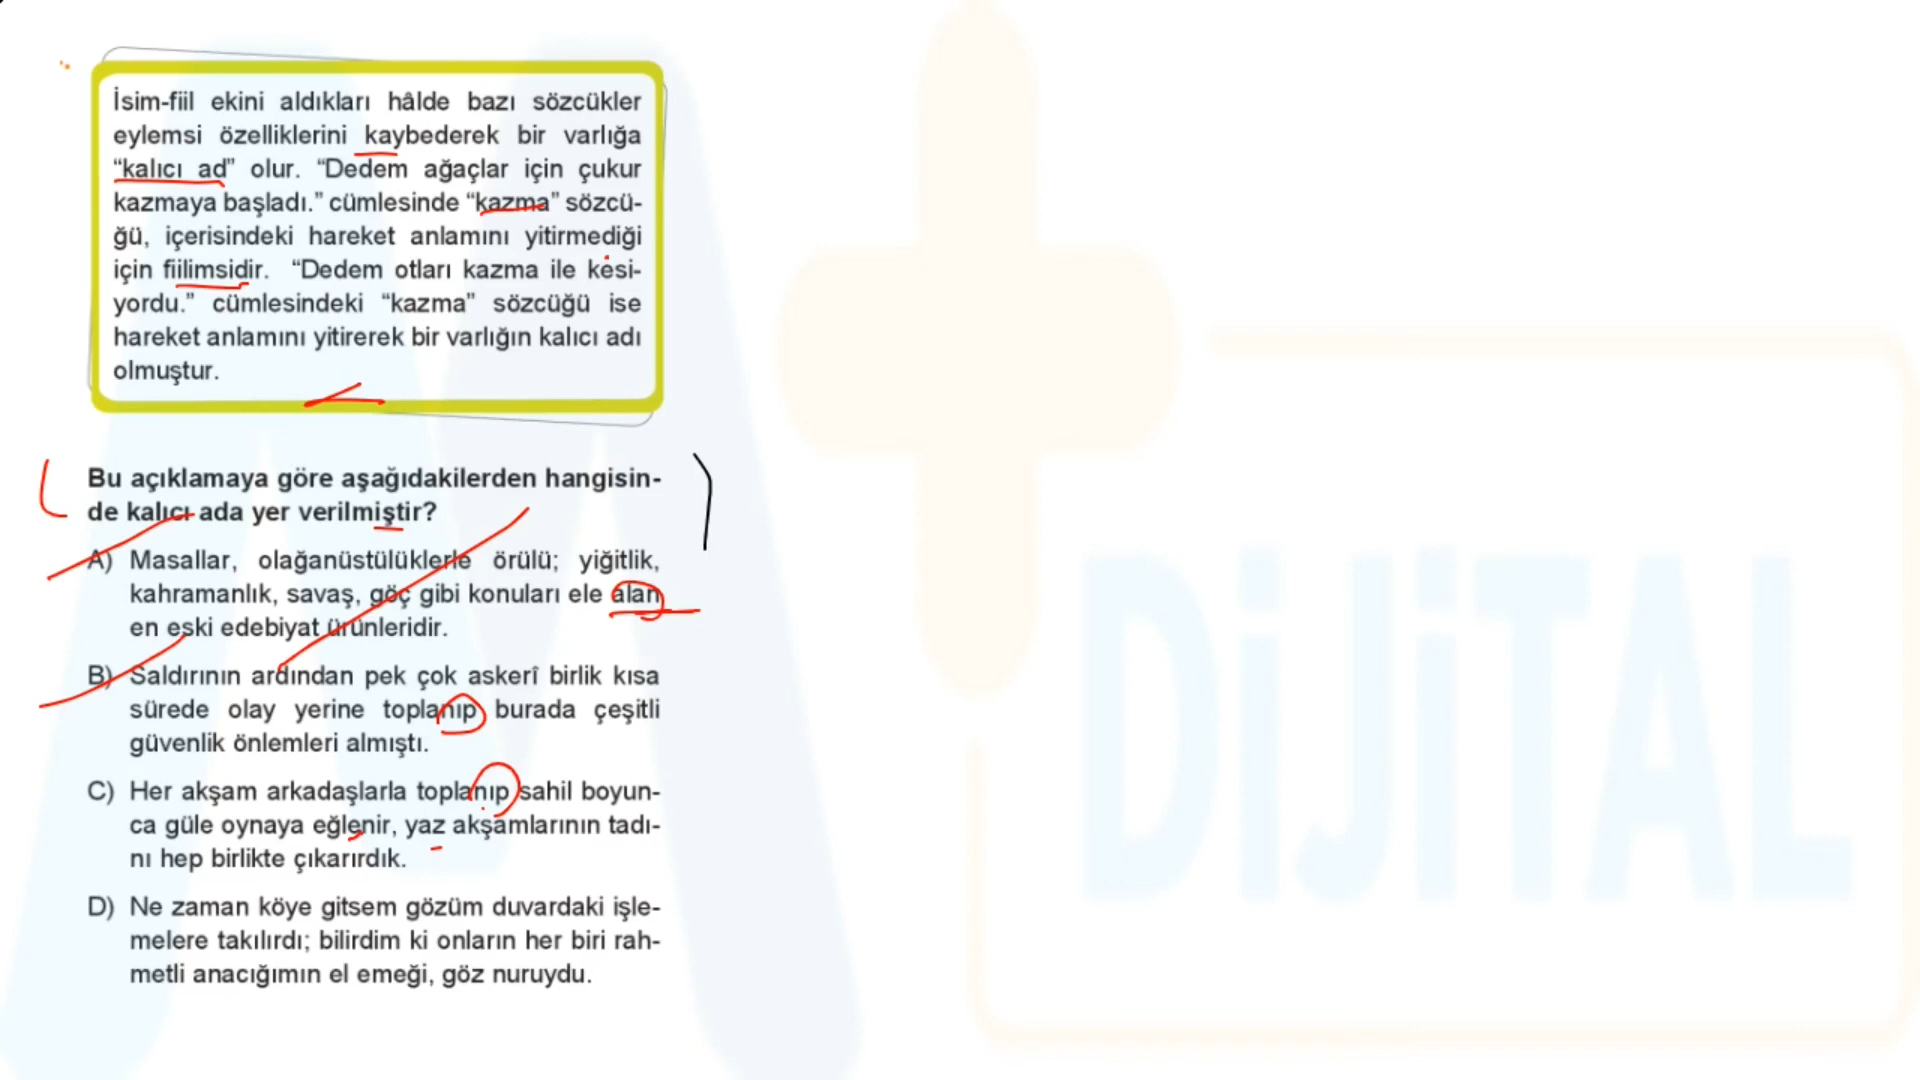 İsim-fiil ekini aldıkları hâlde bazı sözcükler
eylemsi özelliklerini kaybederek bir varlığa
“kalıcı ad” olur. “Dedem ağaçlar için çukur
kazmaya başladı.” cümlesinde “kazma” sözcü-
ğü, içerisindeki hareket anlamını yitirmediği
için fiilimsidir. “Dedem otları kazma ile kesi-
yordu.” cümlesindeki “kazma” sözcüğü ise
hareket anlamını yitirerek bir varlığın kalıcı adı
olmuştur.
Bu açıklamaya göre aşağıdakilerden hangisin-
de kalıcı ada yer verilmiştir?
A) Masallar, olağanüstülüklerle örülü; yiğitlik,
kahramanlık, savaş, göç gibi konuları ele alan
en eski edebiyat ürünleridir.
B) Saldırının ardından pek çok askerî birlik kısa
sürede olay yerine toplanıp burada çeşitli
güvenlik önlemleri almıştı.
C) Her akşam arkadaşlarla toplanıp sahil boyun-
ca güle oynaya eğlenir, yaz akşamlarının tadı-
nı hep birlikte çıkarırdık.
D) Ne zaman köye gitsem gözüm duvardaki işle-
melere takılırdı; bilirdim ki onların her biri rah-
metli anacığımın el emeği, göz nuruydu.
DİJİTAL